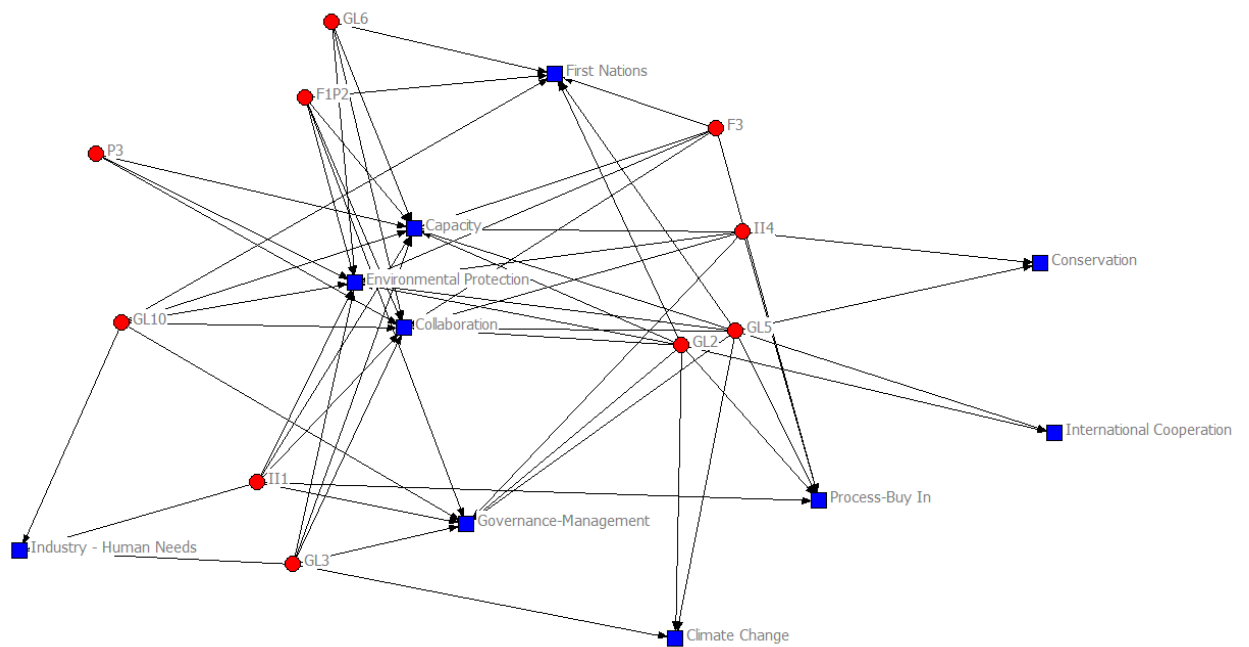 GL6
First Nations
F1P2
F3
P3
Capacity
II4
Conservation
Environmental Protection
GL10
Collaboration
GL5
GL2
International Cooperation
II1
Process-Buy In
Governance-Management
Industry - Human Needs
GL3
Climate Change